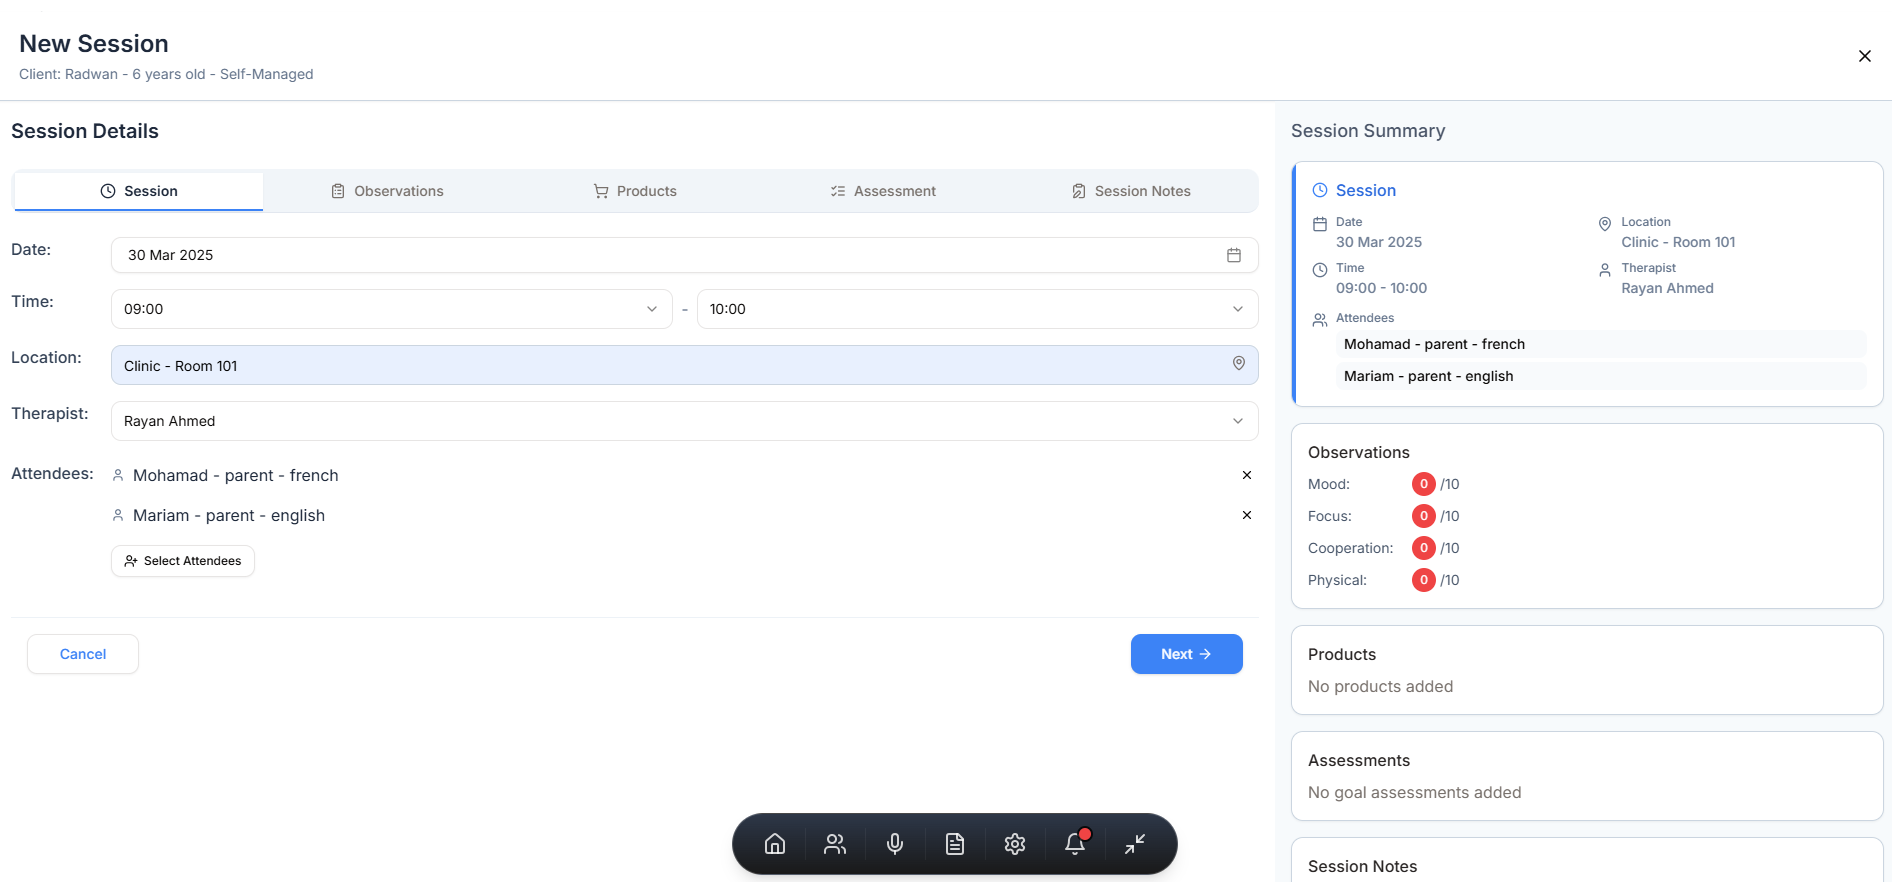 New Session
Client: Radwan - 6 years old - Self-Managed
Session Details
Session
Observations
Products
Assessment
Session Notes
Date:
30 Mar 2025
Time:
09:00
-
10:00
Location:
Clinic - Room 101
Therapist:
Rayan Ahmed
Attendees:
Mohamad - parent - french
Mariam - parent - english
Select Attendees
Cancel
Next
Session Summary
Session
Date
30 Mar 2025
Location
Clinic - Room 101
Time
09:00 - 10:00
Therapist
Rayan Ahmed
Attendees
Mohamad - parent - french
Mariam - parent - english
Observations
Mood: 0 /10
Focus: 0 /10
Cooperation: 0 /10
Physical: 0 /10
Products
No products added
Assessments
No goal assessments added
Session Notes